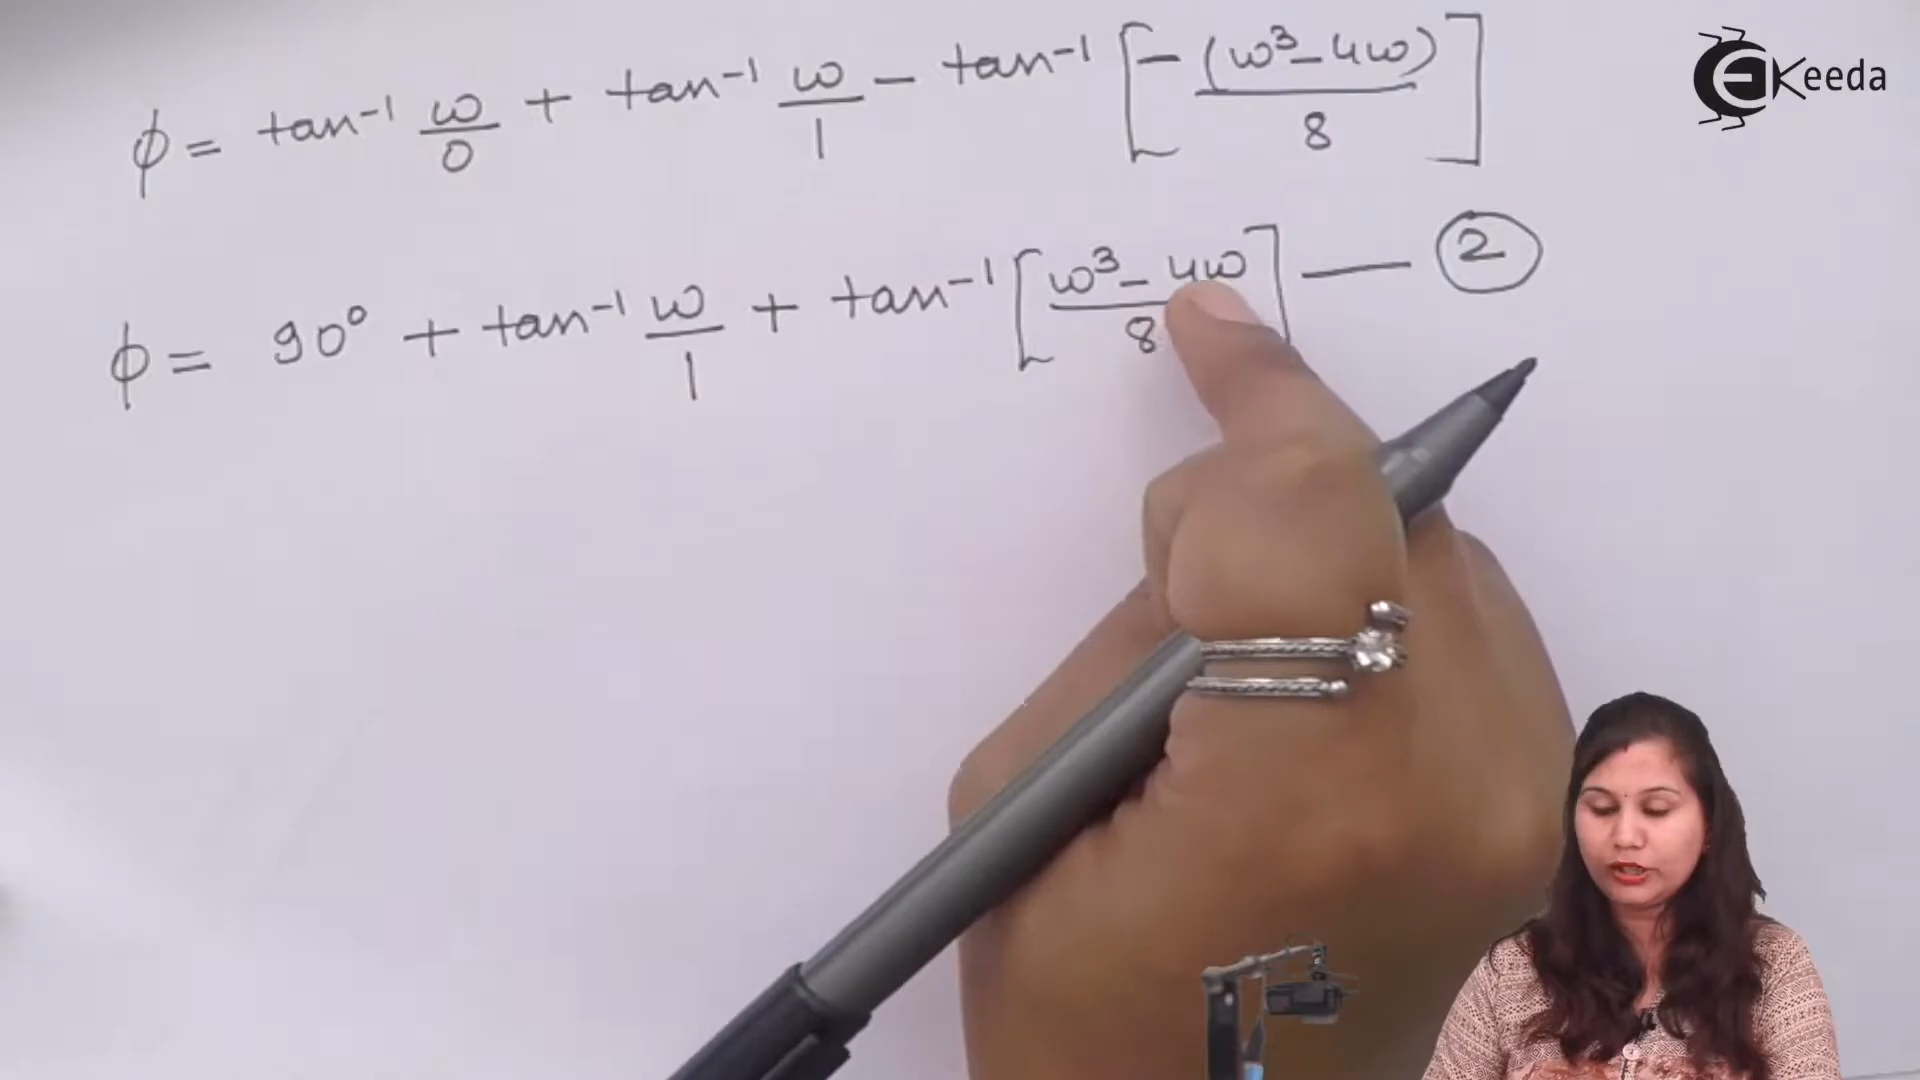 EKeeda
ϕ = tan⁻¹ ω/0 + tan⁻¹ ω/1 − tan⁻¹ [ −(ω³ − 4ω)/8 ]
ϕ = 90° + tan⁻¹ ω/1 + tan⁻¹ [ ω³ − 4ω/8 ] — ②